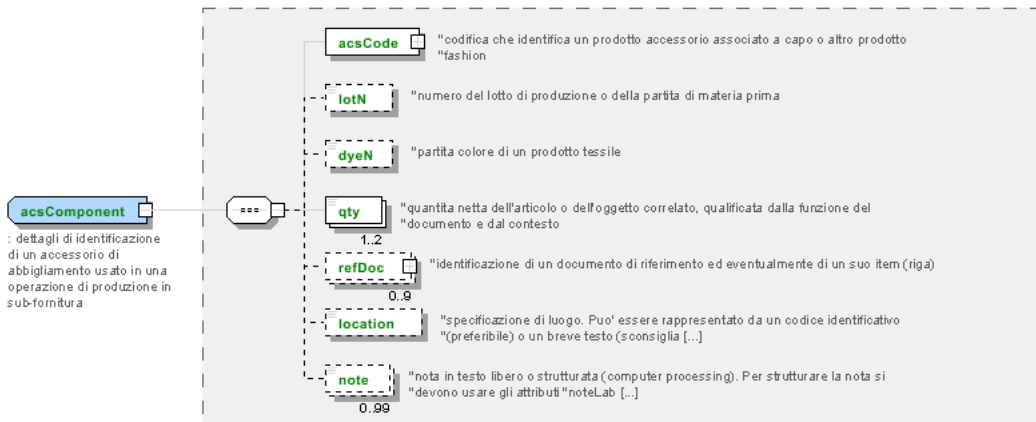 acsCode
"codifica che identifica un prodotto accessorio associato a capo o altro prodotto
"fashion
lotN
"numero del lotto di produzione o della partita di materia prima
dyeN
"partita colore di un prodotto tessile
acsComponent
: dettagli di identificazione
di un accessorio di
abbigliamento usato in una
operazione di produzione in
sub-fornitura
qty
"quantita netta dell'articolo o dell'oggetto correlato, qualificata dalla funzione del
"documento e dal contesto
1..2
refDoc
"identificazione di un documento di riferimento ed eventualmente di un suo item (riga)
0..9
location
"specificazione di luogo. Puo' essere rappresentato da un codice identificativo
"(preferibile) o un breve testo (sconsiglia [...]
note
"nota in testo libero o strutturata (computer processing). Per strutturare la nota si
"devono usare gli attributi "noteLab [...]
0..99